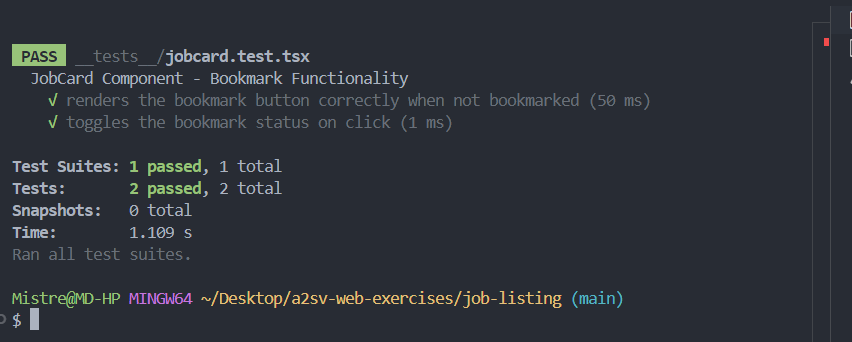 PASS __tests__/jobcard.test.tsx
JobCard Component - Bookmark Functionality
√ renders the bookmark button correctly when not bookmarked (50 ms)
√ toggles the bookmark status on click (1 ms)
Test Suites: 1 passed, 1 total
Tests: 2 passed, 2 total
Snapshots: 0 total
Time: 1.109 s
Ran all test suites.
Mistre@MD-HP MINGW64 ~/Desktop/a2sv-web-exercises/job-listing (main)
$